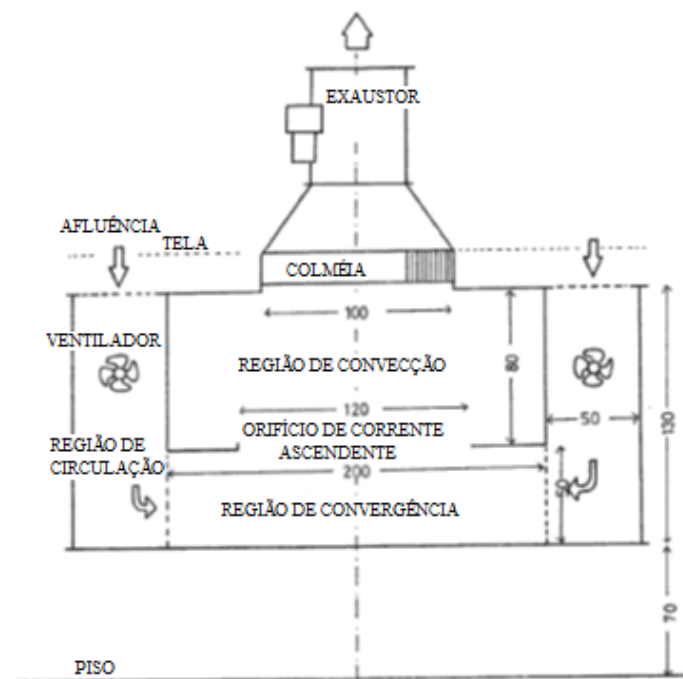 EXAUSTOR
AFLUÊNCIA
TELA
COLMÉIA
100
VENTILADOR
REGIÃO DE CONVECÇÃO
80
120
50
130
ORIFÍCIO DE CORRENTE
ASCENDENTE
REGIÃO DE
CIRCULAÇÃO
200
50
REGIÃO DE CONVERGÊNCIA
70
PISO